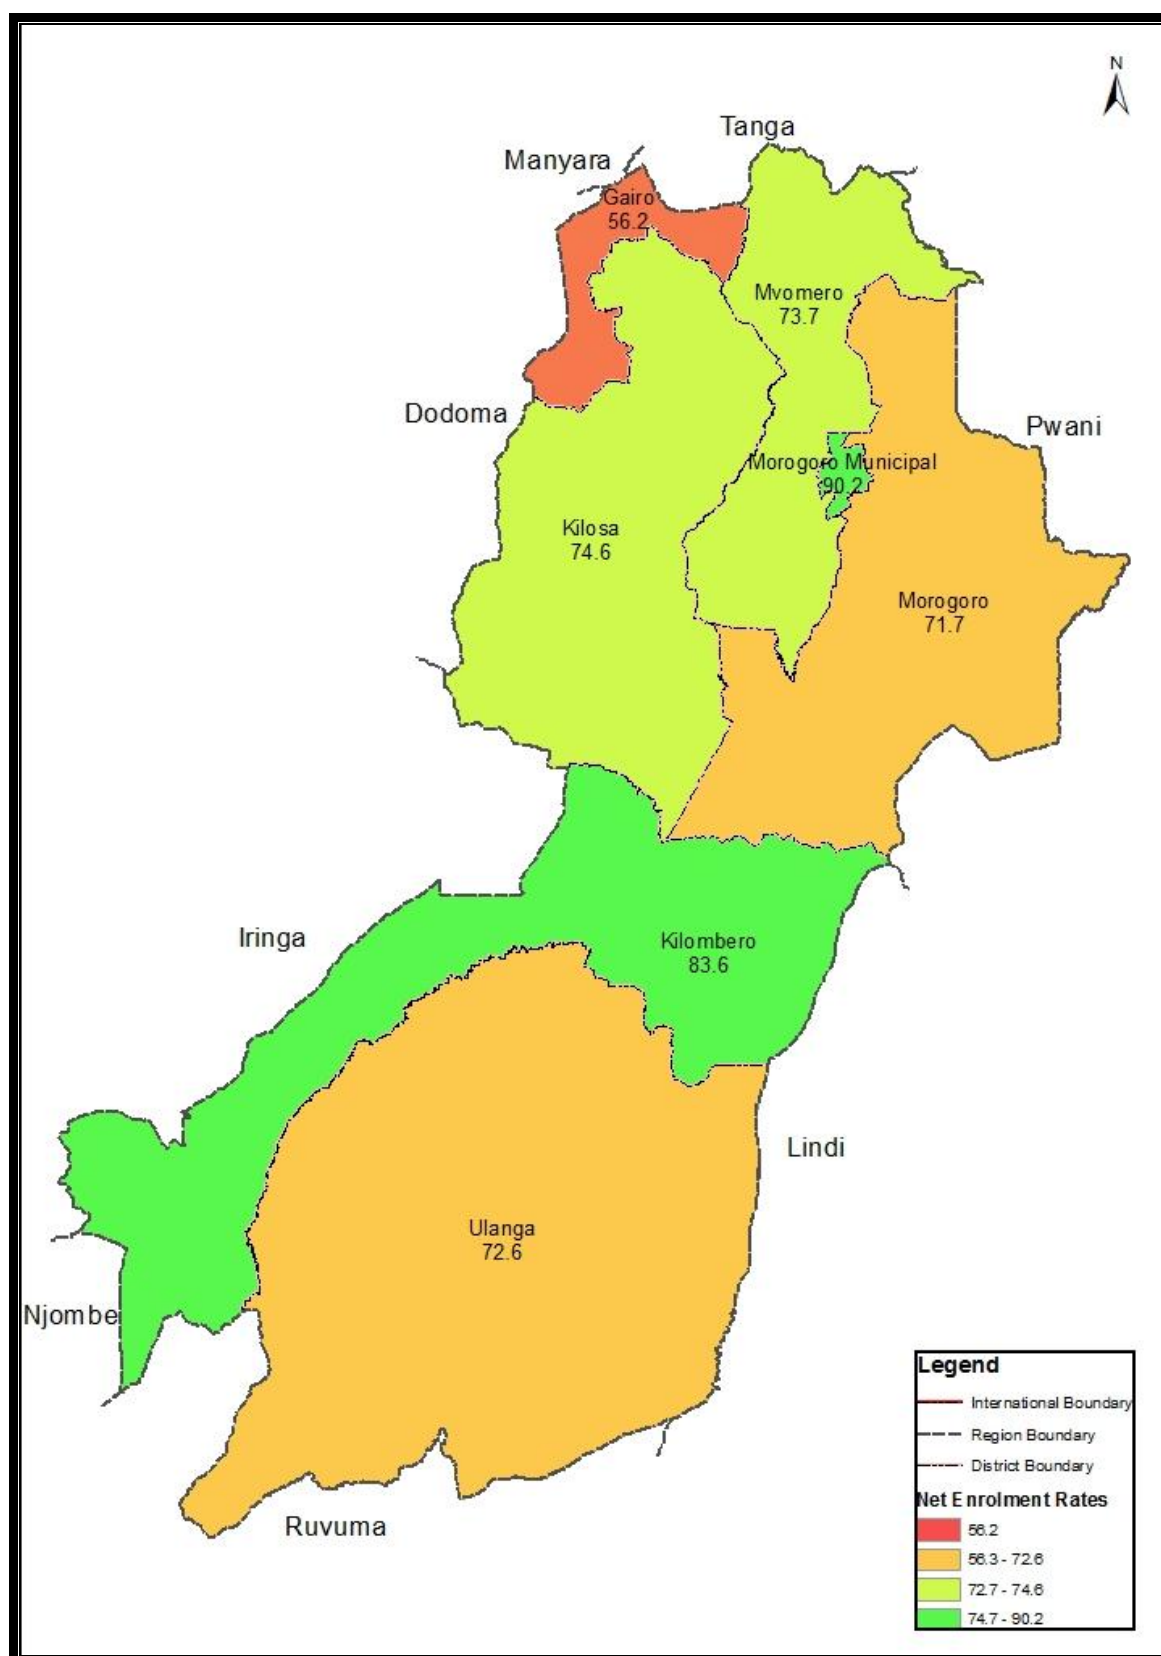 N
Tanga
Manyara
Gairo
56.2
Mvomero
73.7
Dodoma
Pwani
Morogoro Municipal
90.2
Kilosa
74.6
Morogoro
71.7
Iringa
Kilombero
83.6
Lindi
Ulanga
72.6
Njombe
Ruvuma
Legend
International Boundary
Region Boundary
District Boundary
Net Enrolment Rates
56.2
56.3 - 72.6
72.7 - 74.6
74.7 - 90.2